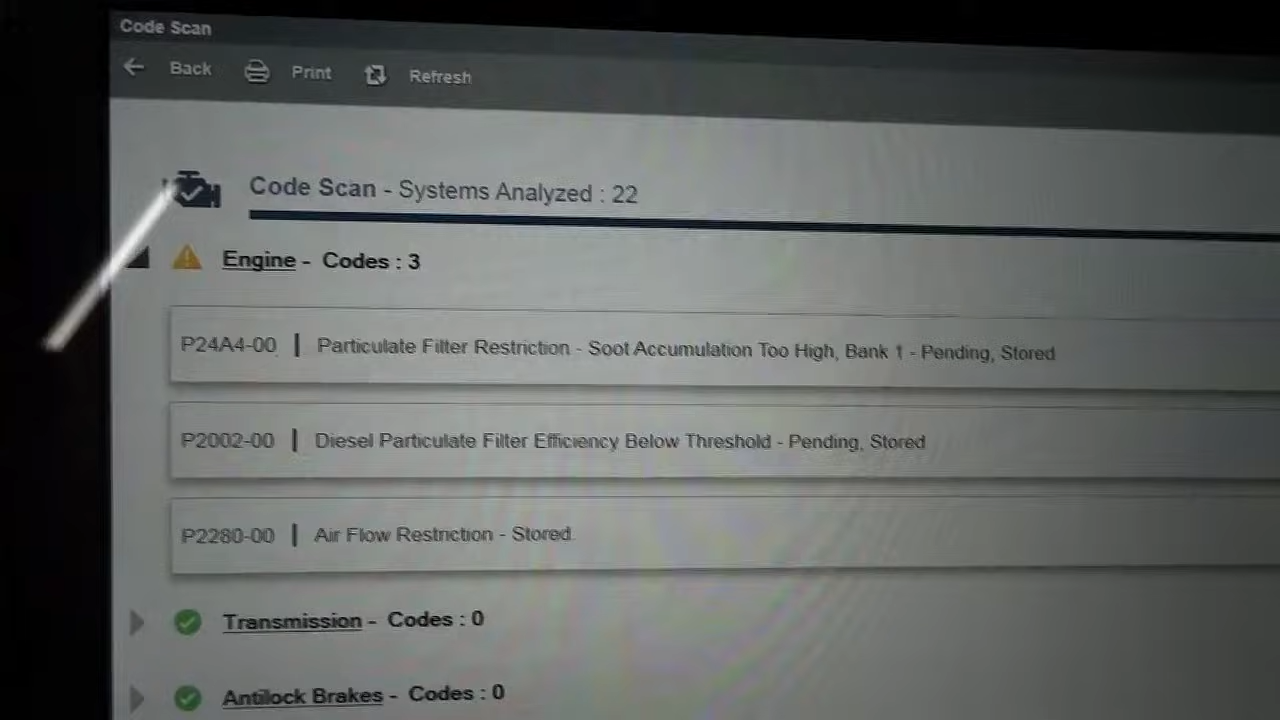 Code Scan
Back Print Refresh
Code Scan - Systems Analyzed : 22
Engine - Codes : 3
P24A4-00 | Particulate Filter Restriction - Soot Accumulation Too High, Bank 1 - Pending, Stored
P2002-00 | Diesel Particulate Filter Efficiency Below Threshold - Pending, Stored
P2280-00 | Air Flow Restriction - Stored
Transmission - Codes : 0
Antilock Brakes - Codes : 0